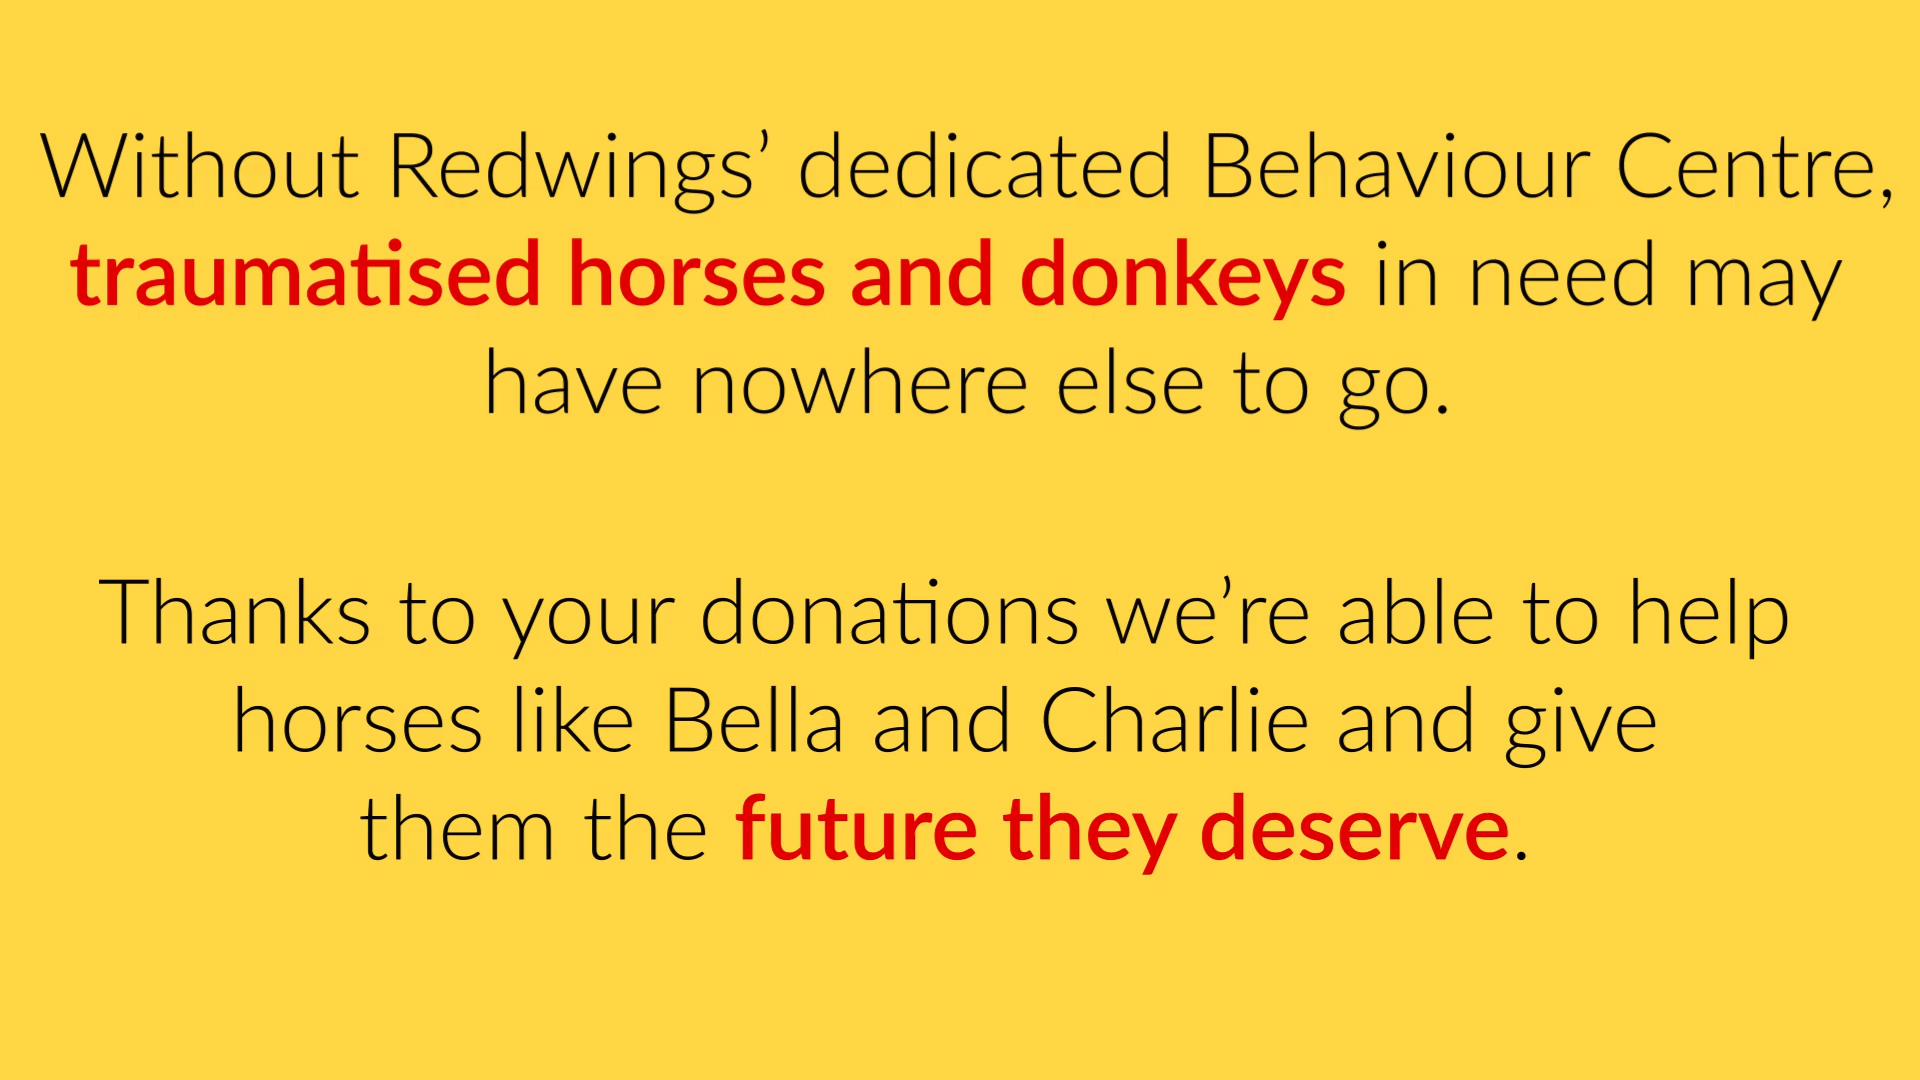 Without Redwings’ dedicated Behaviour Centre,
traumatised horses and donkeys in need may
have nowhere else to go.
Thanks to your donations we’re able to help
horses like Bella and Charlie and give
them the future they deserve.